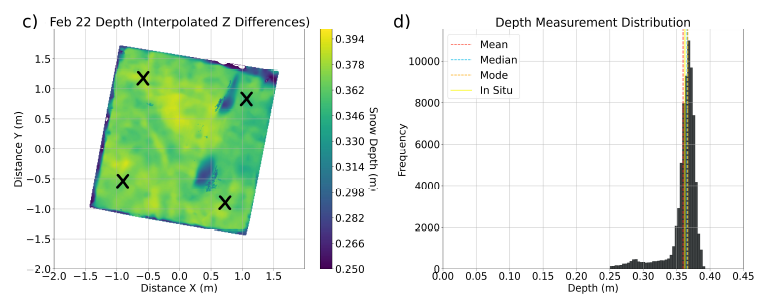 c) Feb 22 Depth (Interpolated Z Differences)
1.5
1.0
0.5
0.0
−0.5
−1.0
−1.5
−2.0
Distance Y (m)
−2.0 −1.5 −1.0 −0.5 0.0 0.5 1.0 1.5
Distance X (m)
0.394
0.378
0.362
0.346
0.330
0.314
0.298
0.282
0.266
0.250
Snow Depth (m)
d) Depth Measurement Distribution
Mean
Median
Mode
In Situ
10000
8000
6000
4000
2000
0
Frequency
0.00 0.05 0.10 0.15 0.20 0.25 0.30 0.35 0.40 0.45
Depth (m)